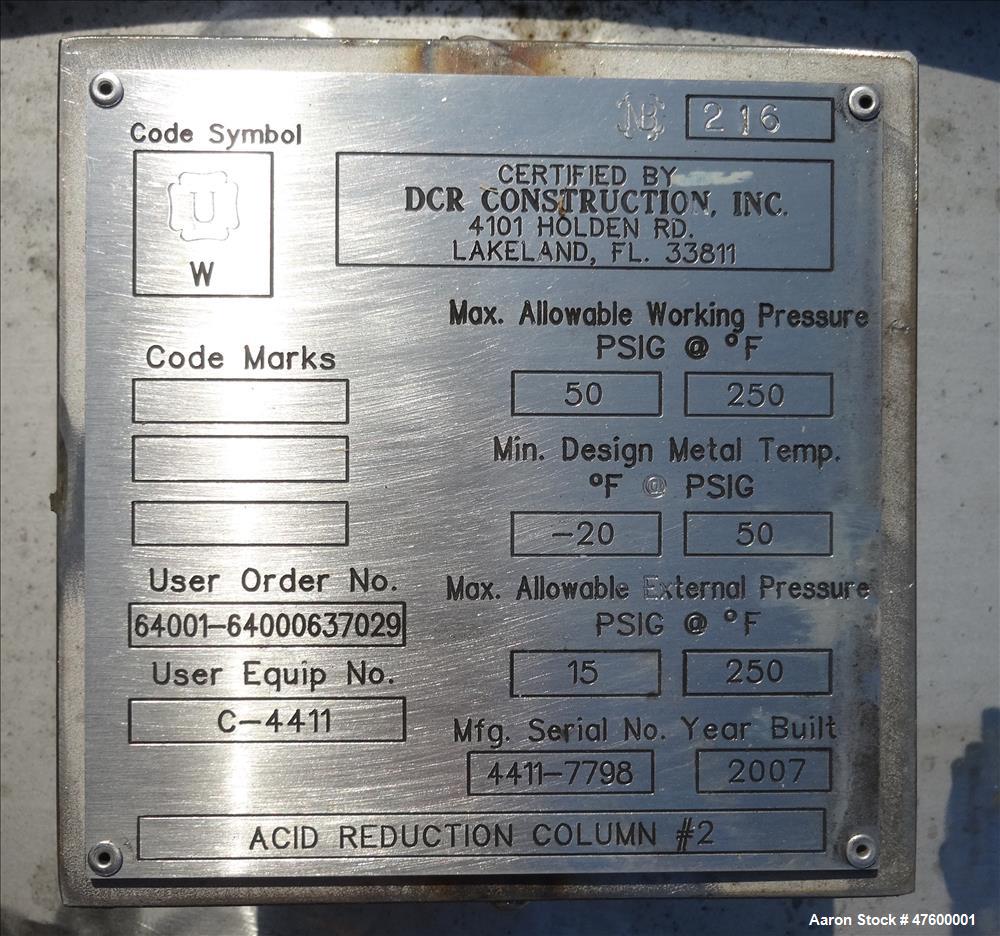 NB 216
Code Symbol
U
W
CERTIFIED BY
DCR CONSTRUCTION, INC.
4101 HOLDEN RD.
LAKELAND, FL. 33811
Max. Allowable Working Pressure
PSIG @ °F
50 250
Code Marks
Min. Design Metal Temp.
°F @ PSIG
-20 50
User Order No.
64001-64000637029
Max. Allowable External Pressure
PSIG @ °F
15 250
User Equip No.
C-4411
Mfg. Serial No. Year Built
4411-7798 2007
ACID REDUCTION COLUMN #2
Aaron Stock # 47600001